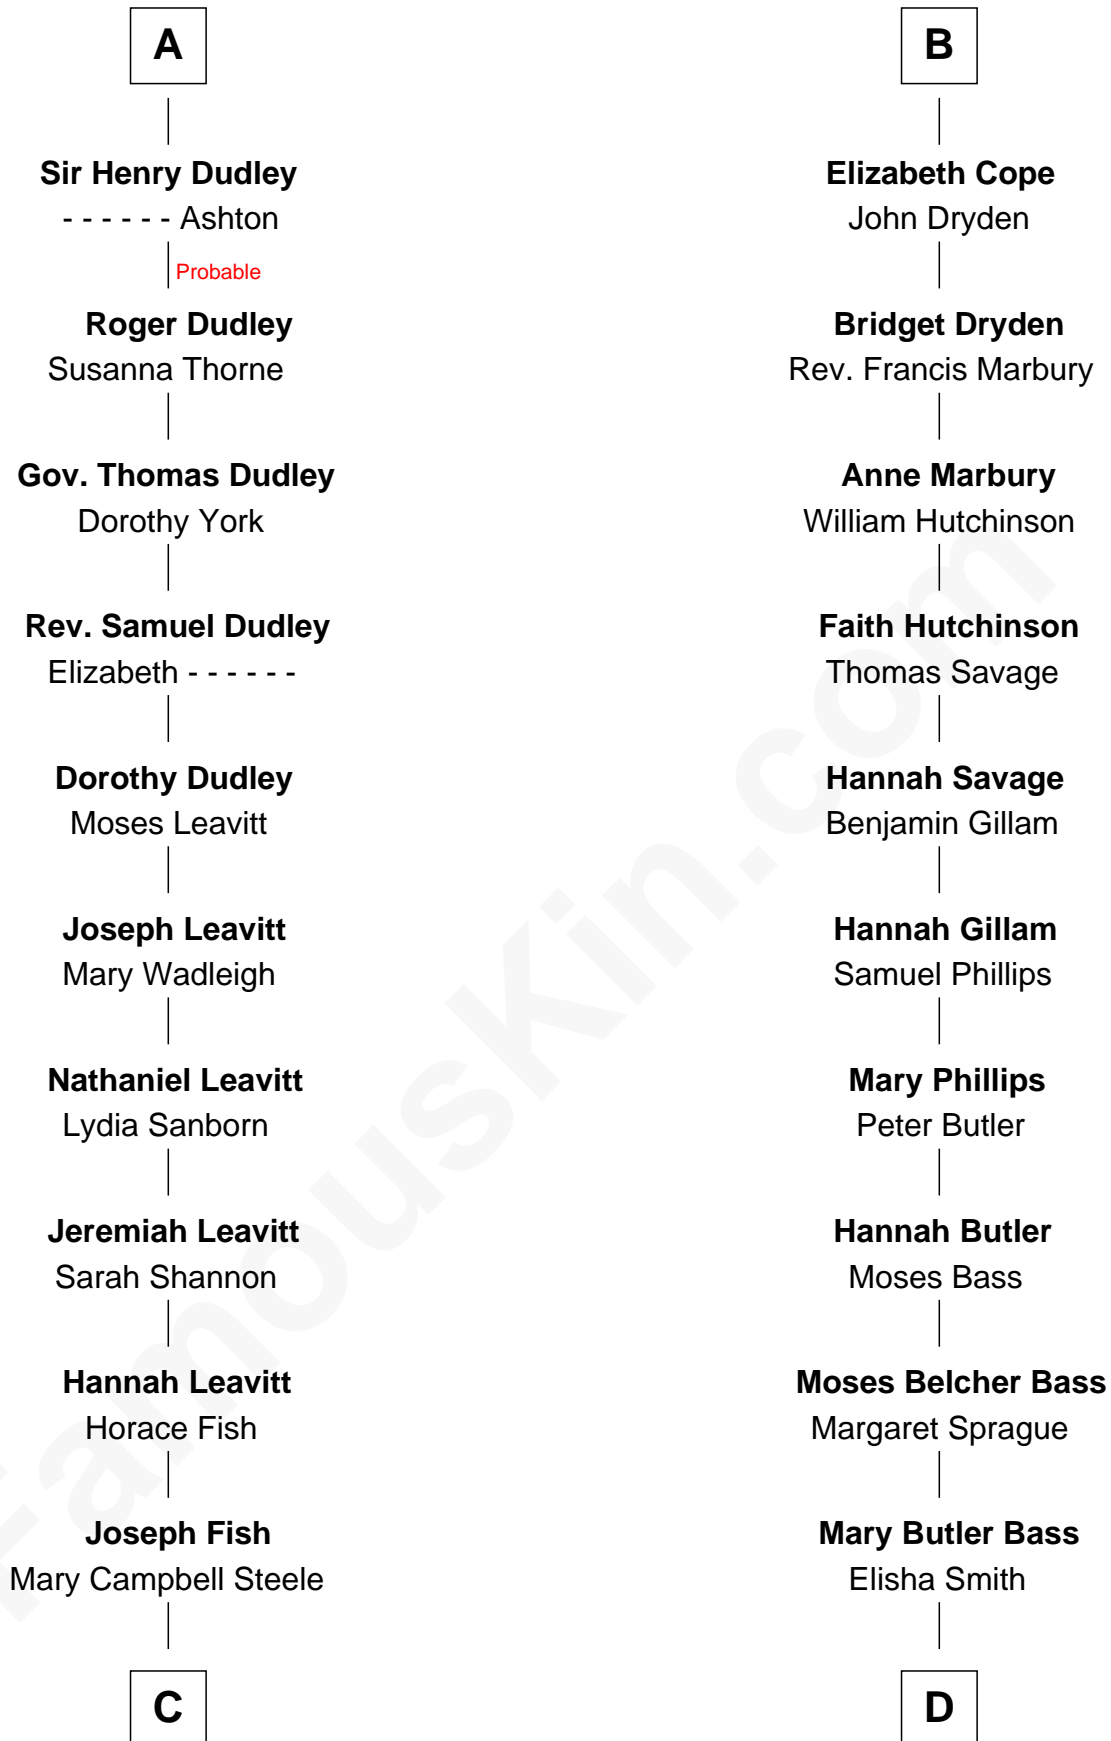 A
Sir Henry Dudley
- - - - - - Ashton
Probable
Roger Dudley
Susanna Thorne
Gov. Thomas Dudley
Dorothy York
Rev. Samuel Dudley
Elizabeth - - - - - -
Dorothy Dudley
Moses Leavitt
Joseph Leavitt
Mary Wadleigh
Nathaniel Leavitt
Lydia Sanborn
Jeremiah Leavitt
Sarah Shannon
Hannah Leavitt
Horace Fish
Joseph Fish
Mary Campbell Steele
C
B
Elizabeth Cope
John Dryden
Bridget Dryden
Rev. Francis Marbury
Anne Marbury
William Hutchinson
Faith Hutchinson
Thomas Savage
Hannah Savage
Benjamin Gillam
Hannah Gillam
Samuel Phillips
Mary Phillips
Peter Butler
Hannah Butler
Moses Bass
Moses Belcher Bass
Margaret Sprague
Mary Butler Bass
Elisha Smith
D
FamousKin.com